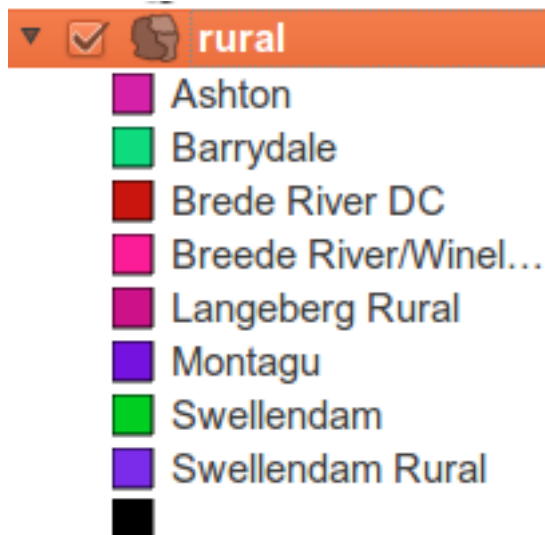 rural
Ashton
Barrydale
Brede River DC
Breede River/Winel...
Langeberg Rural
Montagu
Swellendam
Swellendam Rural